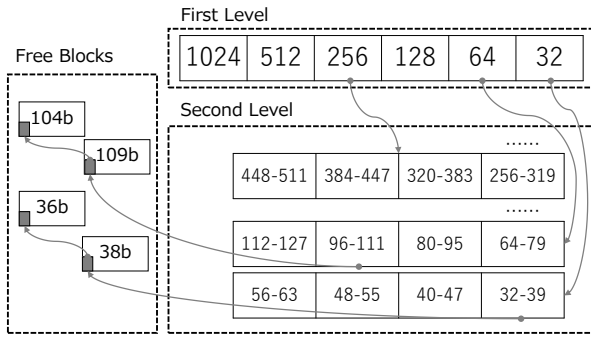 First Level
1024 512 256 128 64 32
Free Blocks
104b
109b
36b
38b
Second Level
......
448-511 384-447 320-383 256-319
......
112-127 96-111 80-95 64-79
56-63 48-55 40-47 32-39